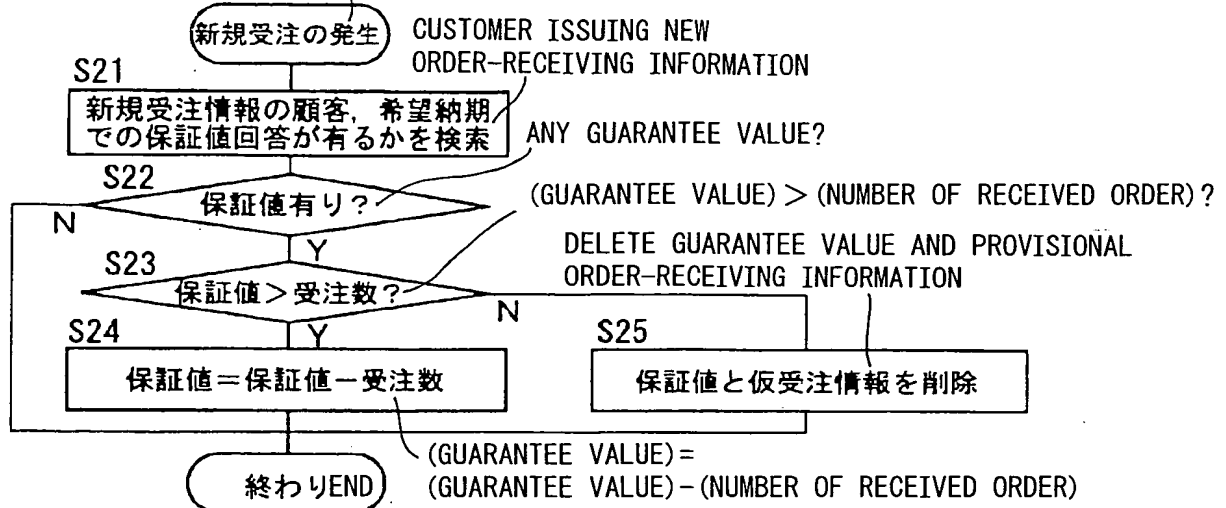 新規受注の発生
CUSTOMER ISSUING NEW
ORDER-RECEIVING INFORMATION
S21
新規受注情報の顧客，希望納期
での保証値回答が有るかを検索
ANY GUARANTEE VALUE?
S22
保証値有り？
(GUARANTEE VALU​E)＞(NUMBER OF RECEIVED ORDER)?
N
Y
DELETE GUARANTEE VALUE AND PROVISIONAL
ORDER-RECEIVING INFORMATION
S23
保証値＞受注数？
N
Y
S24
S25
保証値＝保証値－受注数
保証値と仮受注情報を削除
(GUARANTEE VALUE)=
(GUARANTEE VALUE)-(NUMBER OF RECEIVED ORDER)
終わりEND